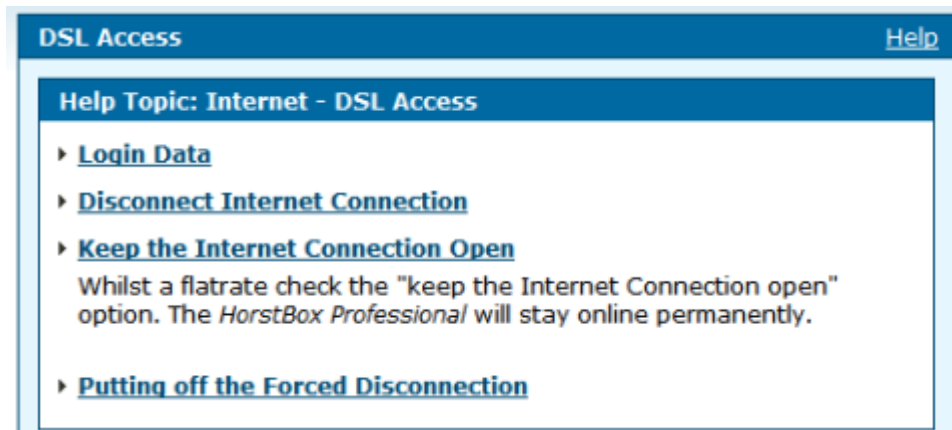 DSL Access Help
Help Topic: Internet - DSL Access
Login Data
Disconnect Internet Connection
Keep the Internet Connection Open
Whilst a flatrate check the "keep the Internet Connection open"
option. The HorstBox Professional will stay online permanently.
Putting off the Forced Disconnection